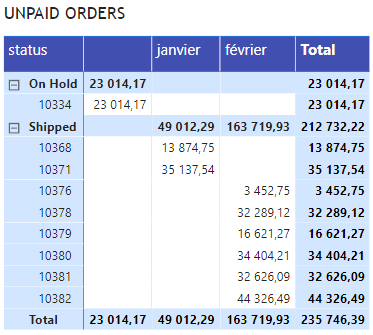 UNPAID ORDERS
status janvier février Total
On Hold 23 014,17 23 014,17
10334 23 014,17 23 014,17
Shipped 49 012,29 163 719,93 212 732,22
10368 13 874,75 13 874,75
10371 35 137,54 35 137,54
10376 3 452,75 3 452,75
10378 32 289,12 32 289,12
10379 16 621,27 16 621,27
10380 34 404,21 34 404,21
10381 32 626,09 32 626,09
10382 44 326,49 44 326,49
Total 23 014,17 49 012,29 163 719,93 235 746,39